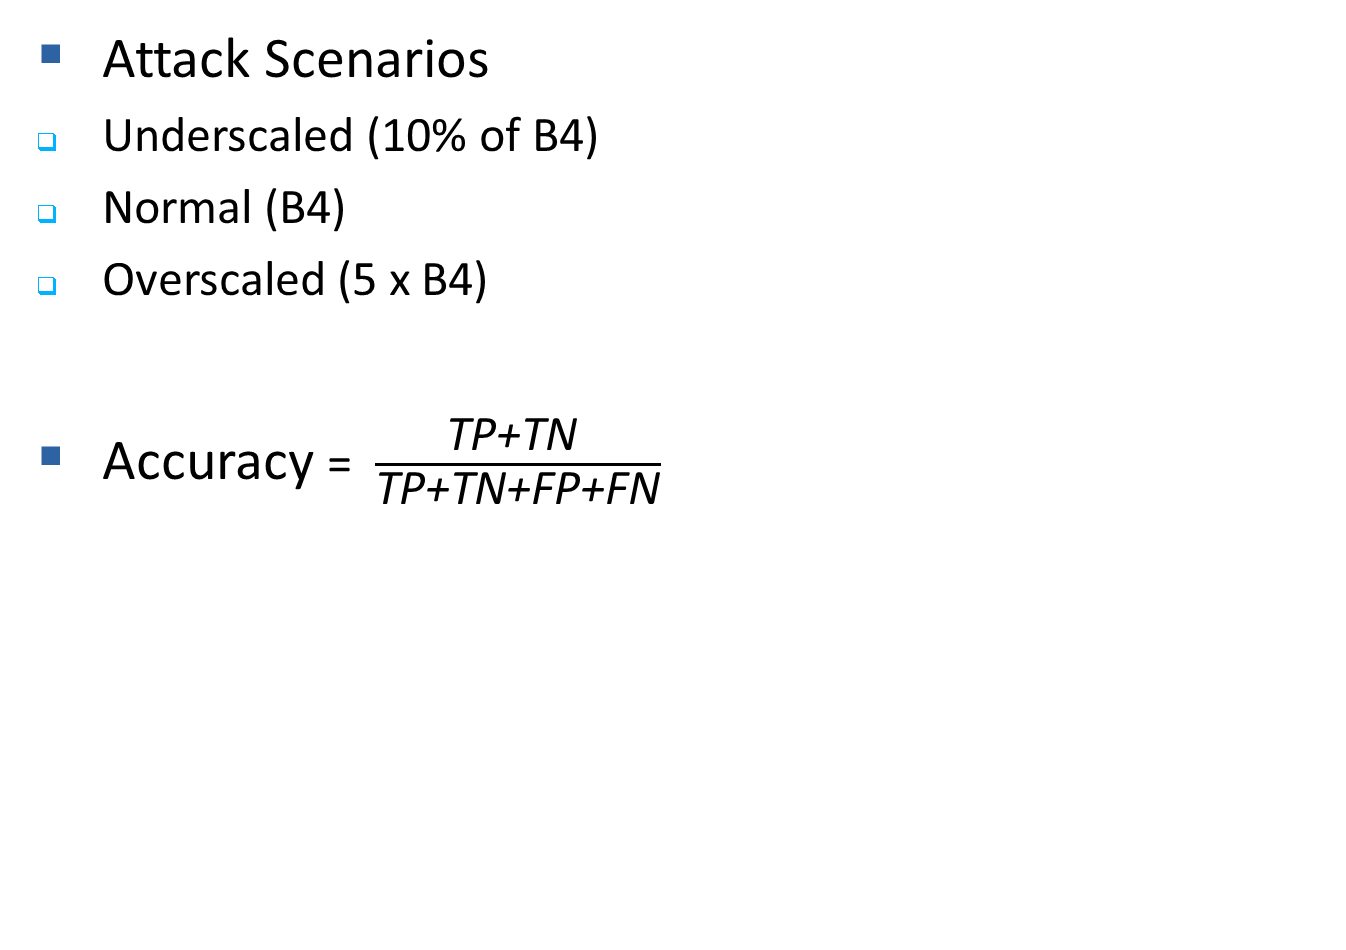 Attack Scenarios
Underscaled (10% of B4)
Normal (B4)
Overscaled (5 x B4)
Accuracy = TP+TN / TP+TN+FP+FN